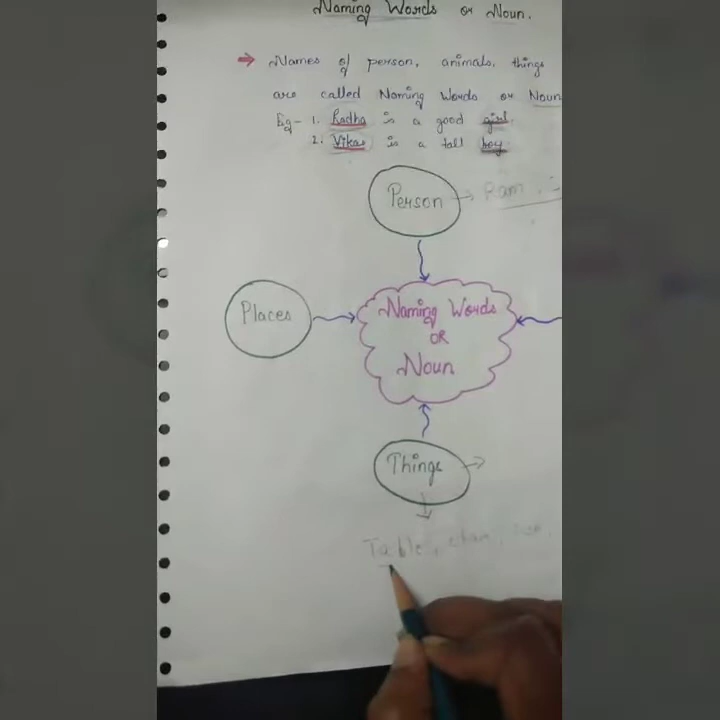 Naming Words or Noun.
→ Names of person, animals, things
are called Naming Words or Noun
Eg- 1. Radha is a good girl.
2. Vikas is a tall boy
Person → Ram
Places
Naming Words
OR
Noun
Things
Table, chair,